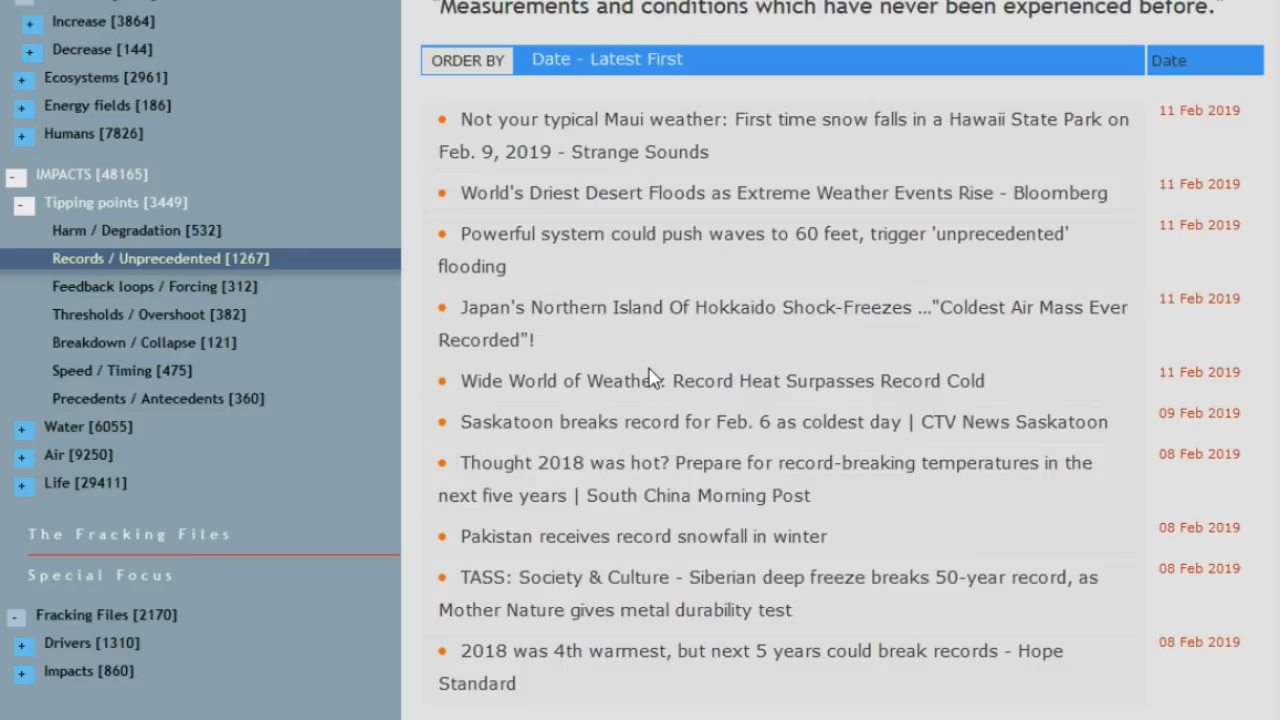 Increase [3864]
Decrease [144]
Ecosystems [2961]
Energy fields [186]
Humans [7826]
IMPACTS [48165]
Tipping points [3449]
Harm / Degradation [532]
Records / Unprecedented [1267]
Feedback loops / Forcing [312]
Thresholds / Overshoot [382]
Breakdown / Collapse [121]
Speed / Timing [475]
Precedents / Antecedents [360]
Water [6055]
Air [9250]
Life [29411]
The Fracking Files
Special Focus
Fracking Files [2170]
Drivers [1310]
Impacts [860]
"Measurements and conditions which have never been experienced before."
ORDER BY Date - Latest First Date
Not your typical Maui weather: First time snow falls in a Hawaii State Park on 11 Feb 2019
Feb. 9, 2019 - Strange Sounds
World's Driest Desert Floods as Extreme Weather Events Rise - Bloomberg 11 Feb 2019
Powerful system could push waves to 60 feet, trigger 'unprecedented' 11 Feb 2019
flooding
Japan's Northern Island Of Hokkaido Shock-Freezes ..."Coldest Air Mass Ever 11 Feb 2019
Recorded"!
Wide World of Weather: Record Heat Surpasses Record Cold 11 Feb 2019
Saskatoon breaks record for Feb. 6 as coldest day | CTV News Saskatoon 09 Feb 2019
Thought 2018 was hot? Prepare for record-breaking temperatures in the 08 Feb 2019
next five years | South China Morning Post
Pakistan receives record snowfall in winter 08 Feb 2019
TASS: Society & Culture - Siberian deep freeze breaks 50-year record, as 08 Feb 2019
Mother Nature gives metal durability test
2018 was 4th warmest, but next 5 years could break records - Hope 08 Feb 2019
Standard